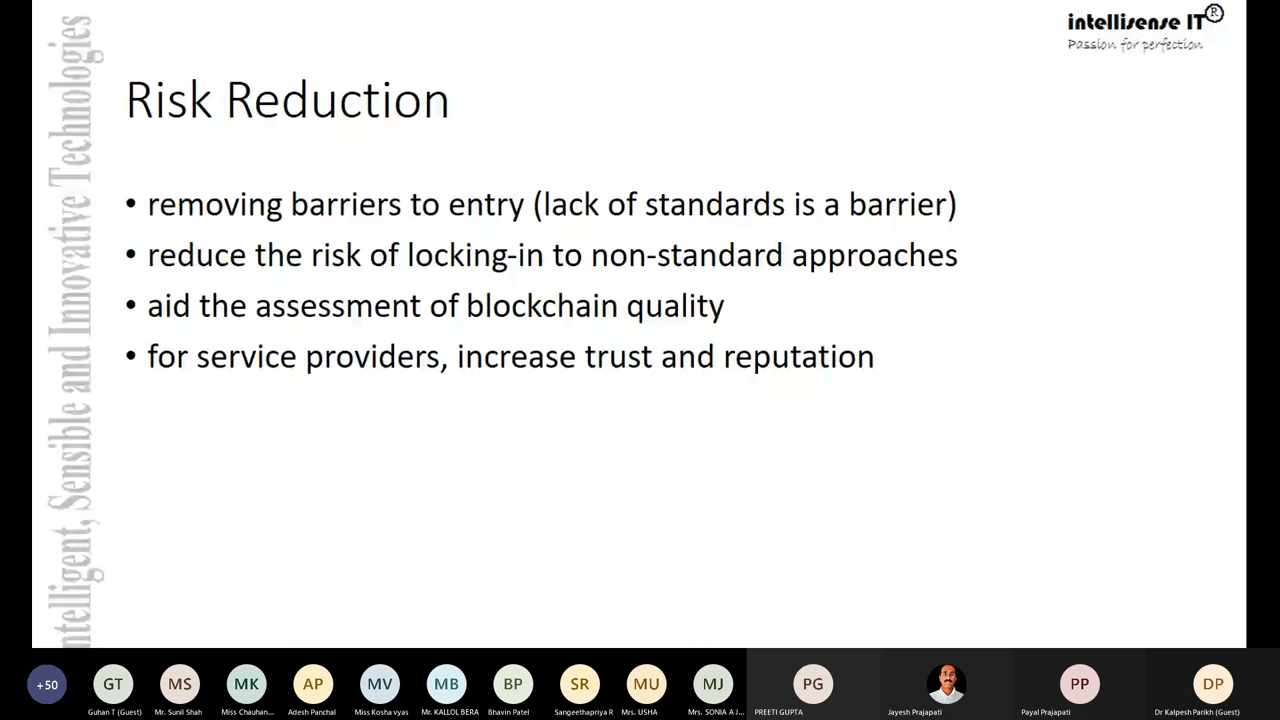 intellisense IT®
Passion for perfection
ntelligent, Sensible and Innovative Technologies
Risk Reduction
• removing barriers to entry (lack of standards is a barrier)
• reduce the risk of locking-in to non-standard approaches
• aid the assessment of blockchain quality
• for service providers, increase trust and reputation
+50
GT
MS
MK
AP
MV
MB
BP
SR
MU
MJ
PG
PP
DP
Guhan T (Guest)
Mr. Sunil Shah
Miss Chauhan...
Adesh Panchal
Miss Kosha vyas
Mr. KALLOL BERA
Bhavin Patel
Sangeethapriya R
Mrs. USHA
Mrs. SONIA A J...
PREETI GUPTA
Jayesh Prajapati
Payal Prajapati
Dr Kalpesh Parikh (Guest)